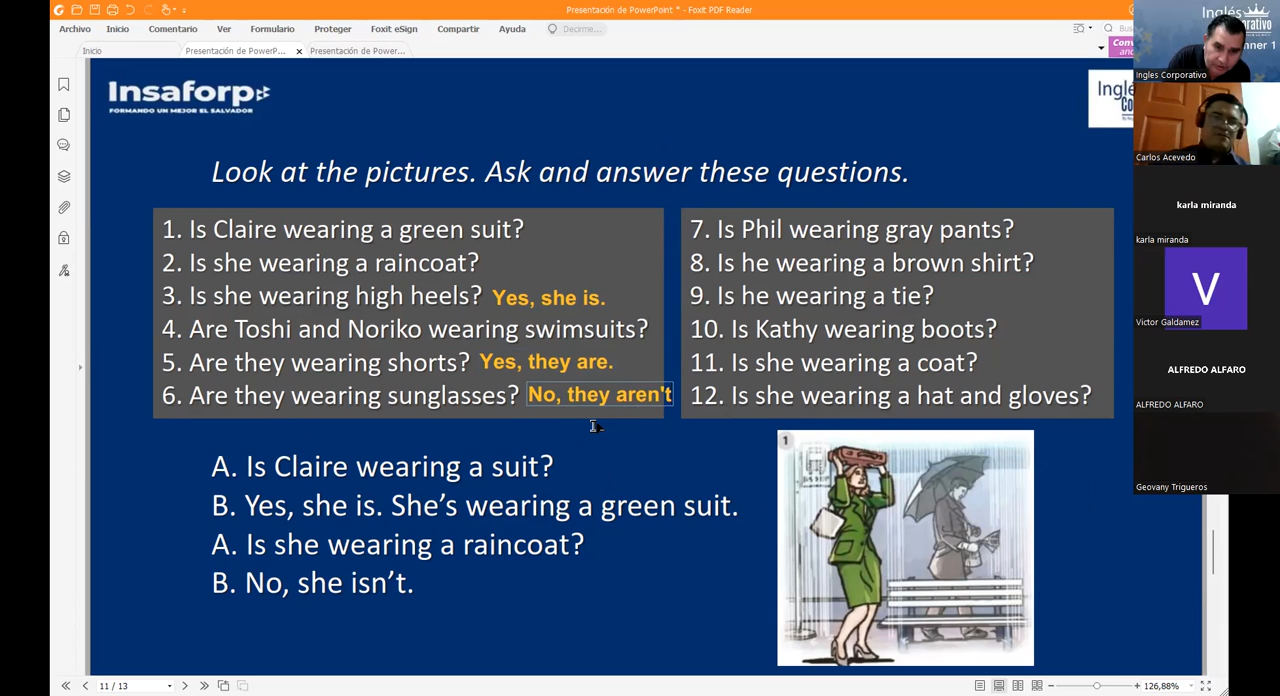 Presentación de PowerPoint * - Foxit PDF Reader
Archivo Inicio Comentario Ver Formulario Proteger Foxit eSign Compartir Ayuda Decirme...
Inicio Presentación de PowerP... Presentación de Power...
Insaforp
FORMANDO UN MEJOR EL SALVADOR
Look at the pictures. Ask and answer these questions.
1. Is Claire wearing a green suit?
2. Is she wearing a raincoat?
3. Is she wearing high heels? Yes, she is.
4. Are Toshi and Noriko wearing swimsuits?
5. Are they wearing shorts? Yes, they are.
6. Are they wearing sunglasses? No, they aren't
7. Is Phil wearing gray pants?
8. Is he wearing a brown shirt?
9. Is he wearing a tie?
10. Is Kathy wearing boots?
11. Is she wearing a coat?
12. Is she wearing a hat and gloves?
A. Is Claire wearing a suit?
B. Yes, she is. She's wearing a green suit.
A. Is she wearing a raincoat?
B. No, she isn't.
1
Inglés
Ingles Corporativo
Carlos Acevedo
karla miranda
karla miranda
V
Victor Galdamez
ALFREDO ALFARO
ALFREDO ALFARO
Geovany Trigueros
11 / 13
126,88%